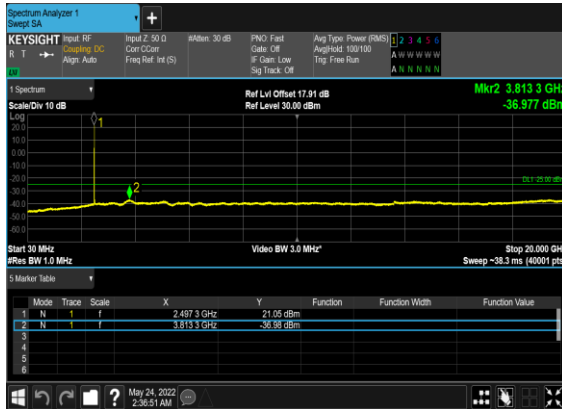 Spectrum Analyzer 1
Swept SA
+
KEYSIGHT Input: RF Input Z: 50 Ω #Atten: 30 dB PNO: Fast Avg Type: Power (RMS) 1 2 3 4 5 6
R T Coupling: DC Corr CCorr Gate: Off Avg|Hold: 100/100 A W W W W W
Align: Auto Freq Ref: Int (S) IF Gain: Low Trig: Free Run
LXI Sig Track: Off A N N N N N
1 Spectrum Ref Lvl Offset 17.91 dB Mkr2 3.813 3 GHz
Scale/Div 10 dB Ref Level 30.00 dBm -36.977 dBm
Log
20.0
10.0
0.00
-10.0
-20.0
-30.0
-40.0
-50.0
-60.0
1
2
DL1 -25.00 dBm
Start 30 MHz Video BW 3.0 MHz* Stop 20.000 GHz
#Res BW 1.0 MHz Sweep ~38.3 ms (40001 pts)
5 Marker Table
Mode Trace Scale X Y Function Function Width Function Value
1 N 1 f 2.497 3 GHz 21.05 dBm
2 N 1 f 3.813 3 GHz -36.98 dBm
3
4
5
6
? May 24, 2022
2:36:51 AM